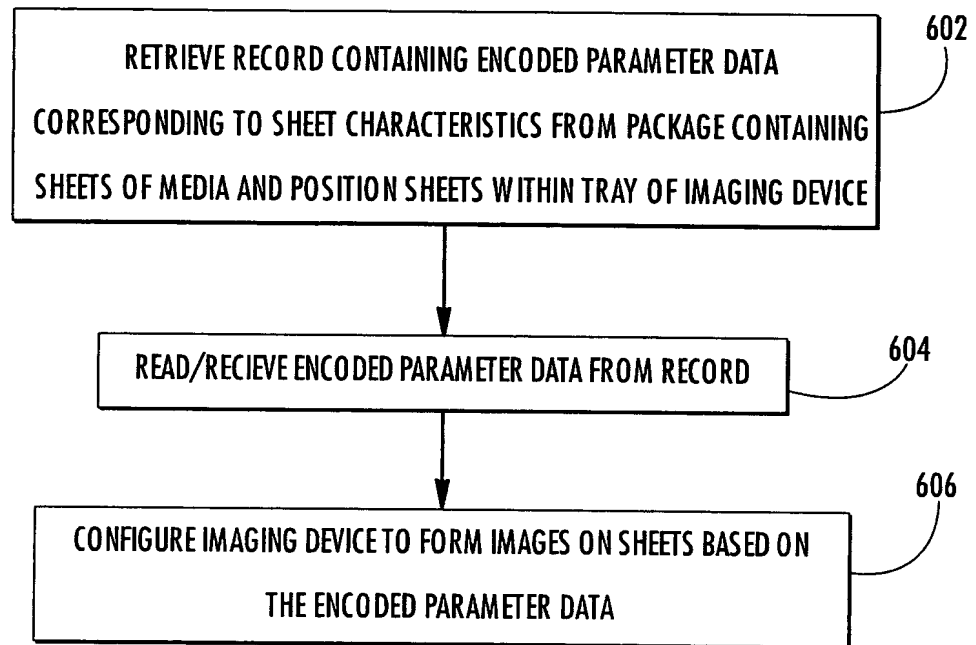 602
RETRIEVE RECORD CONTAINING ENCODED PARAMETER DATA
CORRESPONDING TO SHEET CHARACTERISTICS FROM PACKAGE CONTAINING
SHEETS OF MEDIA AND POSITION SHEETS WITHIN TRAY OF IMAGING DEVICE
604
READ/RECIEVE ENCODED PARAMETER DATA FROM RECORD
606
CONFIGURE IMAGING DEVICE TO FORM IMAGES ON SHEETS BASED ON
THE ENCODED PARAMETER DATA